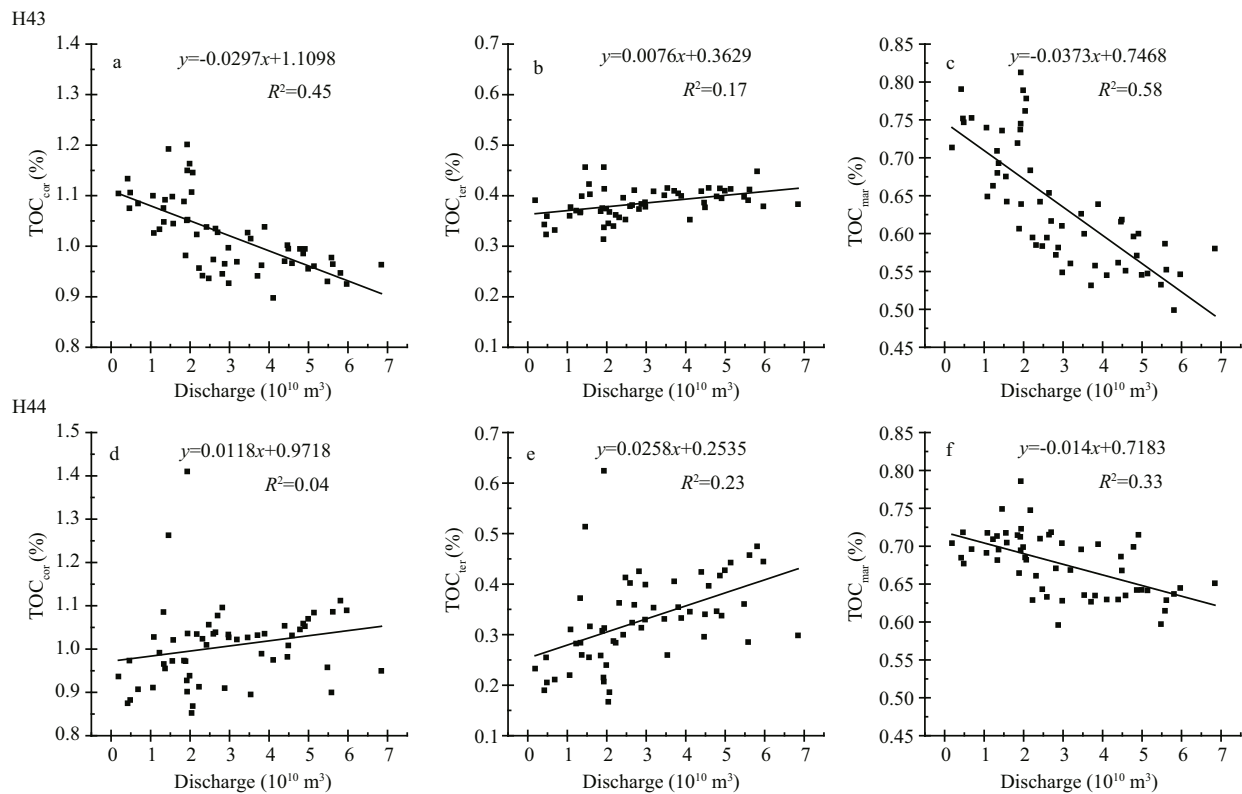 H43
a
y=-0.0297x+1.1098
R²=0.45
TOC_cor (%)
1.4
1.3
1.2
1.1
1.0
0.9
0.8
0 1 2 3 4 5 6 7
Discharge (10¹⁰ m³)
b
y=0.0076x+0.3629
R²=0.17
TOC_ter (%)
0.7
0.6
0.5
0.4
0.3
0.2
0.1
0 1 2 3 4 5 6 7
Discharge (10¹⁰ m³)
c
y=-0.0373x+0.7468
R²=0.58
TOC_mar (%)
0.85
0.80
0.75
0.70
0.65
0.60
0.55
0.50
0.45
0 1 2 3 4 5 6 7
Discharge (10¹⁰ m³)
H44
d
y=0.0118x+0.9718
R²=0.04
TOC_cor (%)
1.5
1.4
1.3
1.2
1.1
1.0
0.9
0.8
0 1 2 3 4 5 6 7
Discharge (10¹⁰ m³)
e
y=0.0258x+0.2535
R²=0.23
TOC_ter (%)
0.7
0.6
0.5
0.4
0.3
0.2
0.1
0 1 2 3 4 5 6 7
Discharge (10¹⁰ m³)
f
y=-0.014x+0.7183
R²=0.33
TOC_mar (%)
0.85
0.80
0.75
0.70
0.65
0.60
0.55
0.50
0.45
0 1 2 3 4 5 6 7
Discharge (10¹⁰ m³)